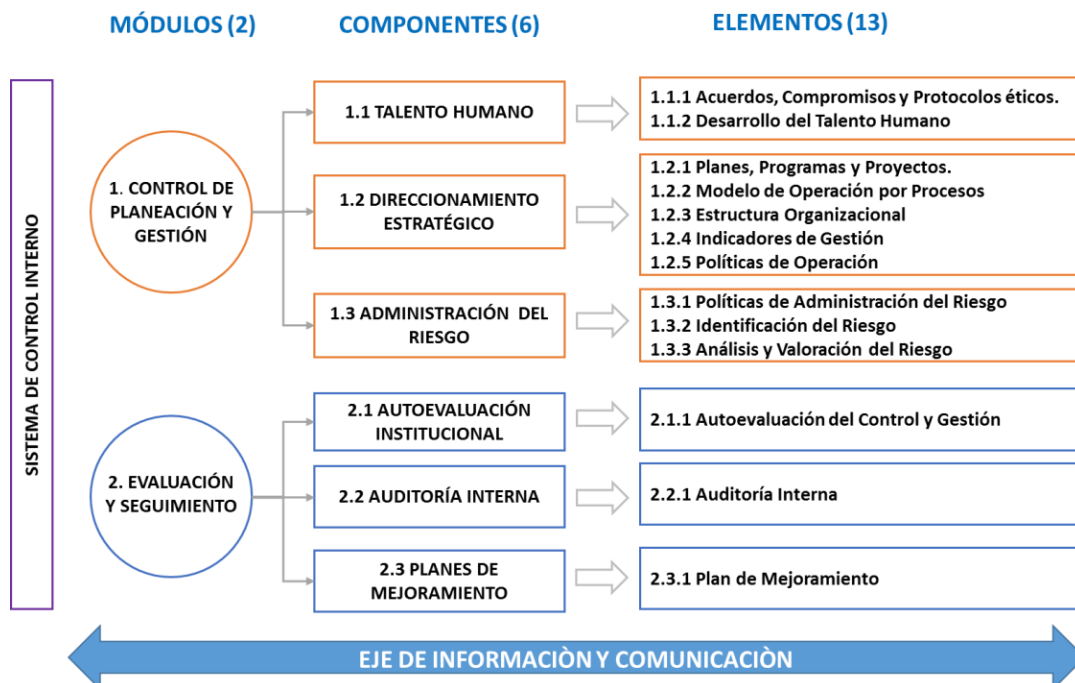 MÓDULOS (2)
COMPONENTES (6)
ELEMENTOS (13)
SISTEMA DE CONTROL INTERNO
1. CONTROL DE
PLANEACIÓN Y
GESTIÓN
1.1 TALENTO HUMANO
1.1.1 Acuerdos, Compromisos y Protocolos éticos.
1.1.2 Desarrollo del Talento Humano
1.2 DIRECCIONAMIENTO
ESTRATÉGICO
1.2.1 Planes, Programas y Proyectos.
1.2.2 Modelo de Operación por Procesos
1.2.3 Estructura Organizacional
1.2.4 Indicadores de Gestión
1.2.5 Políticas de Operación
1.3 ADMINISTRACIÓN DEL
RIESGO
1.3.1 Políticas de Administración del Riesgo
1.3.2 Identificación del Riesgo
1.3.3 Análisis y Valoración del Riesgo
2. EVALUACIÓN
Y SEGUIMIENTO
2.1 AUTOEVALUACIÓN
INSTITUCIONAL
2.1.1 Autoevaluación del Control y Gestión
2.2 AUDITORÍA INTERNA
2.2.1 Auditoría Interna
2.3 PLANES DE
MEJORAMIENTO
2.3.1 Plan de Mejoramiento
EJE DE INFORMACIÒN Y COMUNICACIÒN